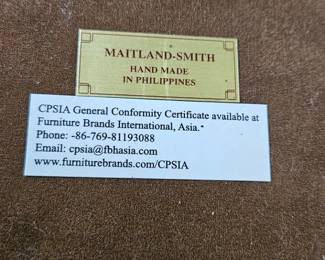 MAITLAND-SMITH
HAND MADE
IN PHILIPPINES
CPSIA General Conformity Certificate available at
Furniture Brands International, Asia.*
Phone: -86-769-81193088
Email: cpsia@fbhasia.com
www.furniturebrands.com/CPSIA